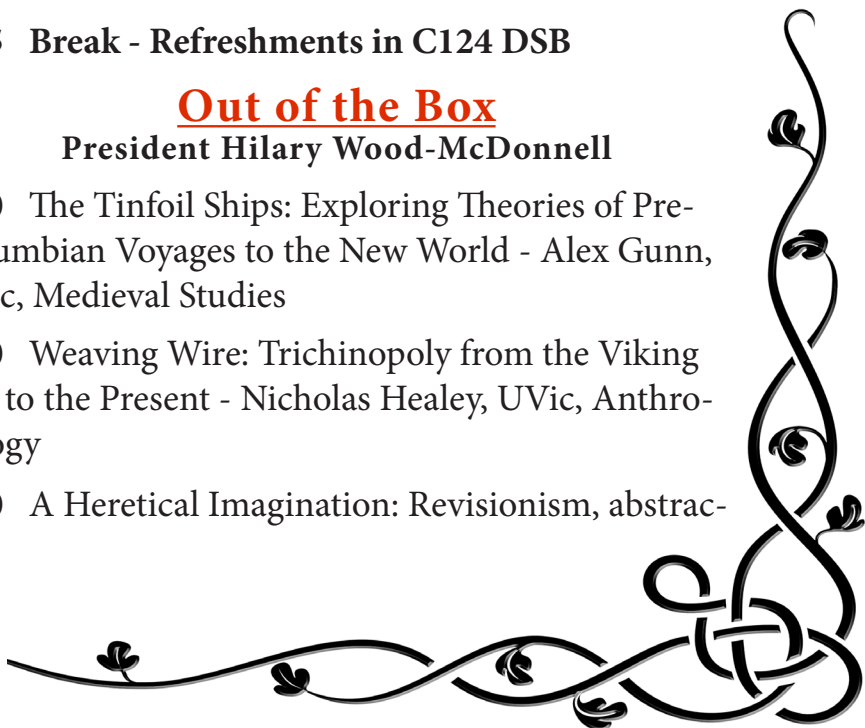 Break - Refreshments in C124 DSB
Out of the Box
President Hilary Wood-McDonnell
The Tinfoil Ships: Exploring Theories of Pre-
umbian Voyages to the New World - Alex Gunn,
c, Medieval Studies
Weaving Wire: Trichinopoly from the Viking
to the Present - Nicholas Healey, UVic, Anthro-
ogy
A Heretical Imagination: Revisionism, abstrac-